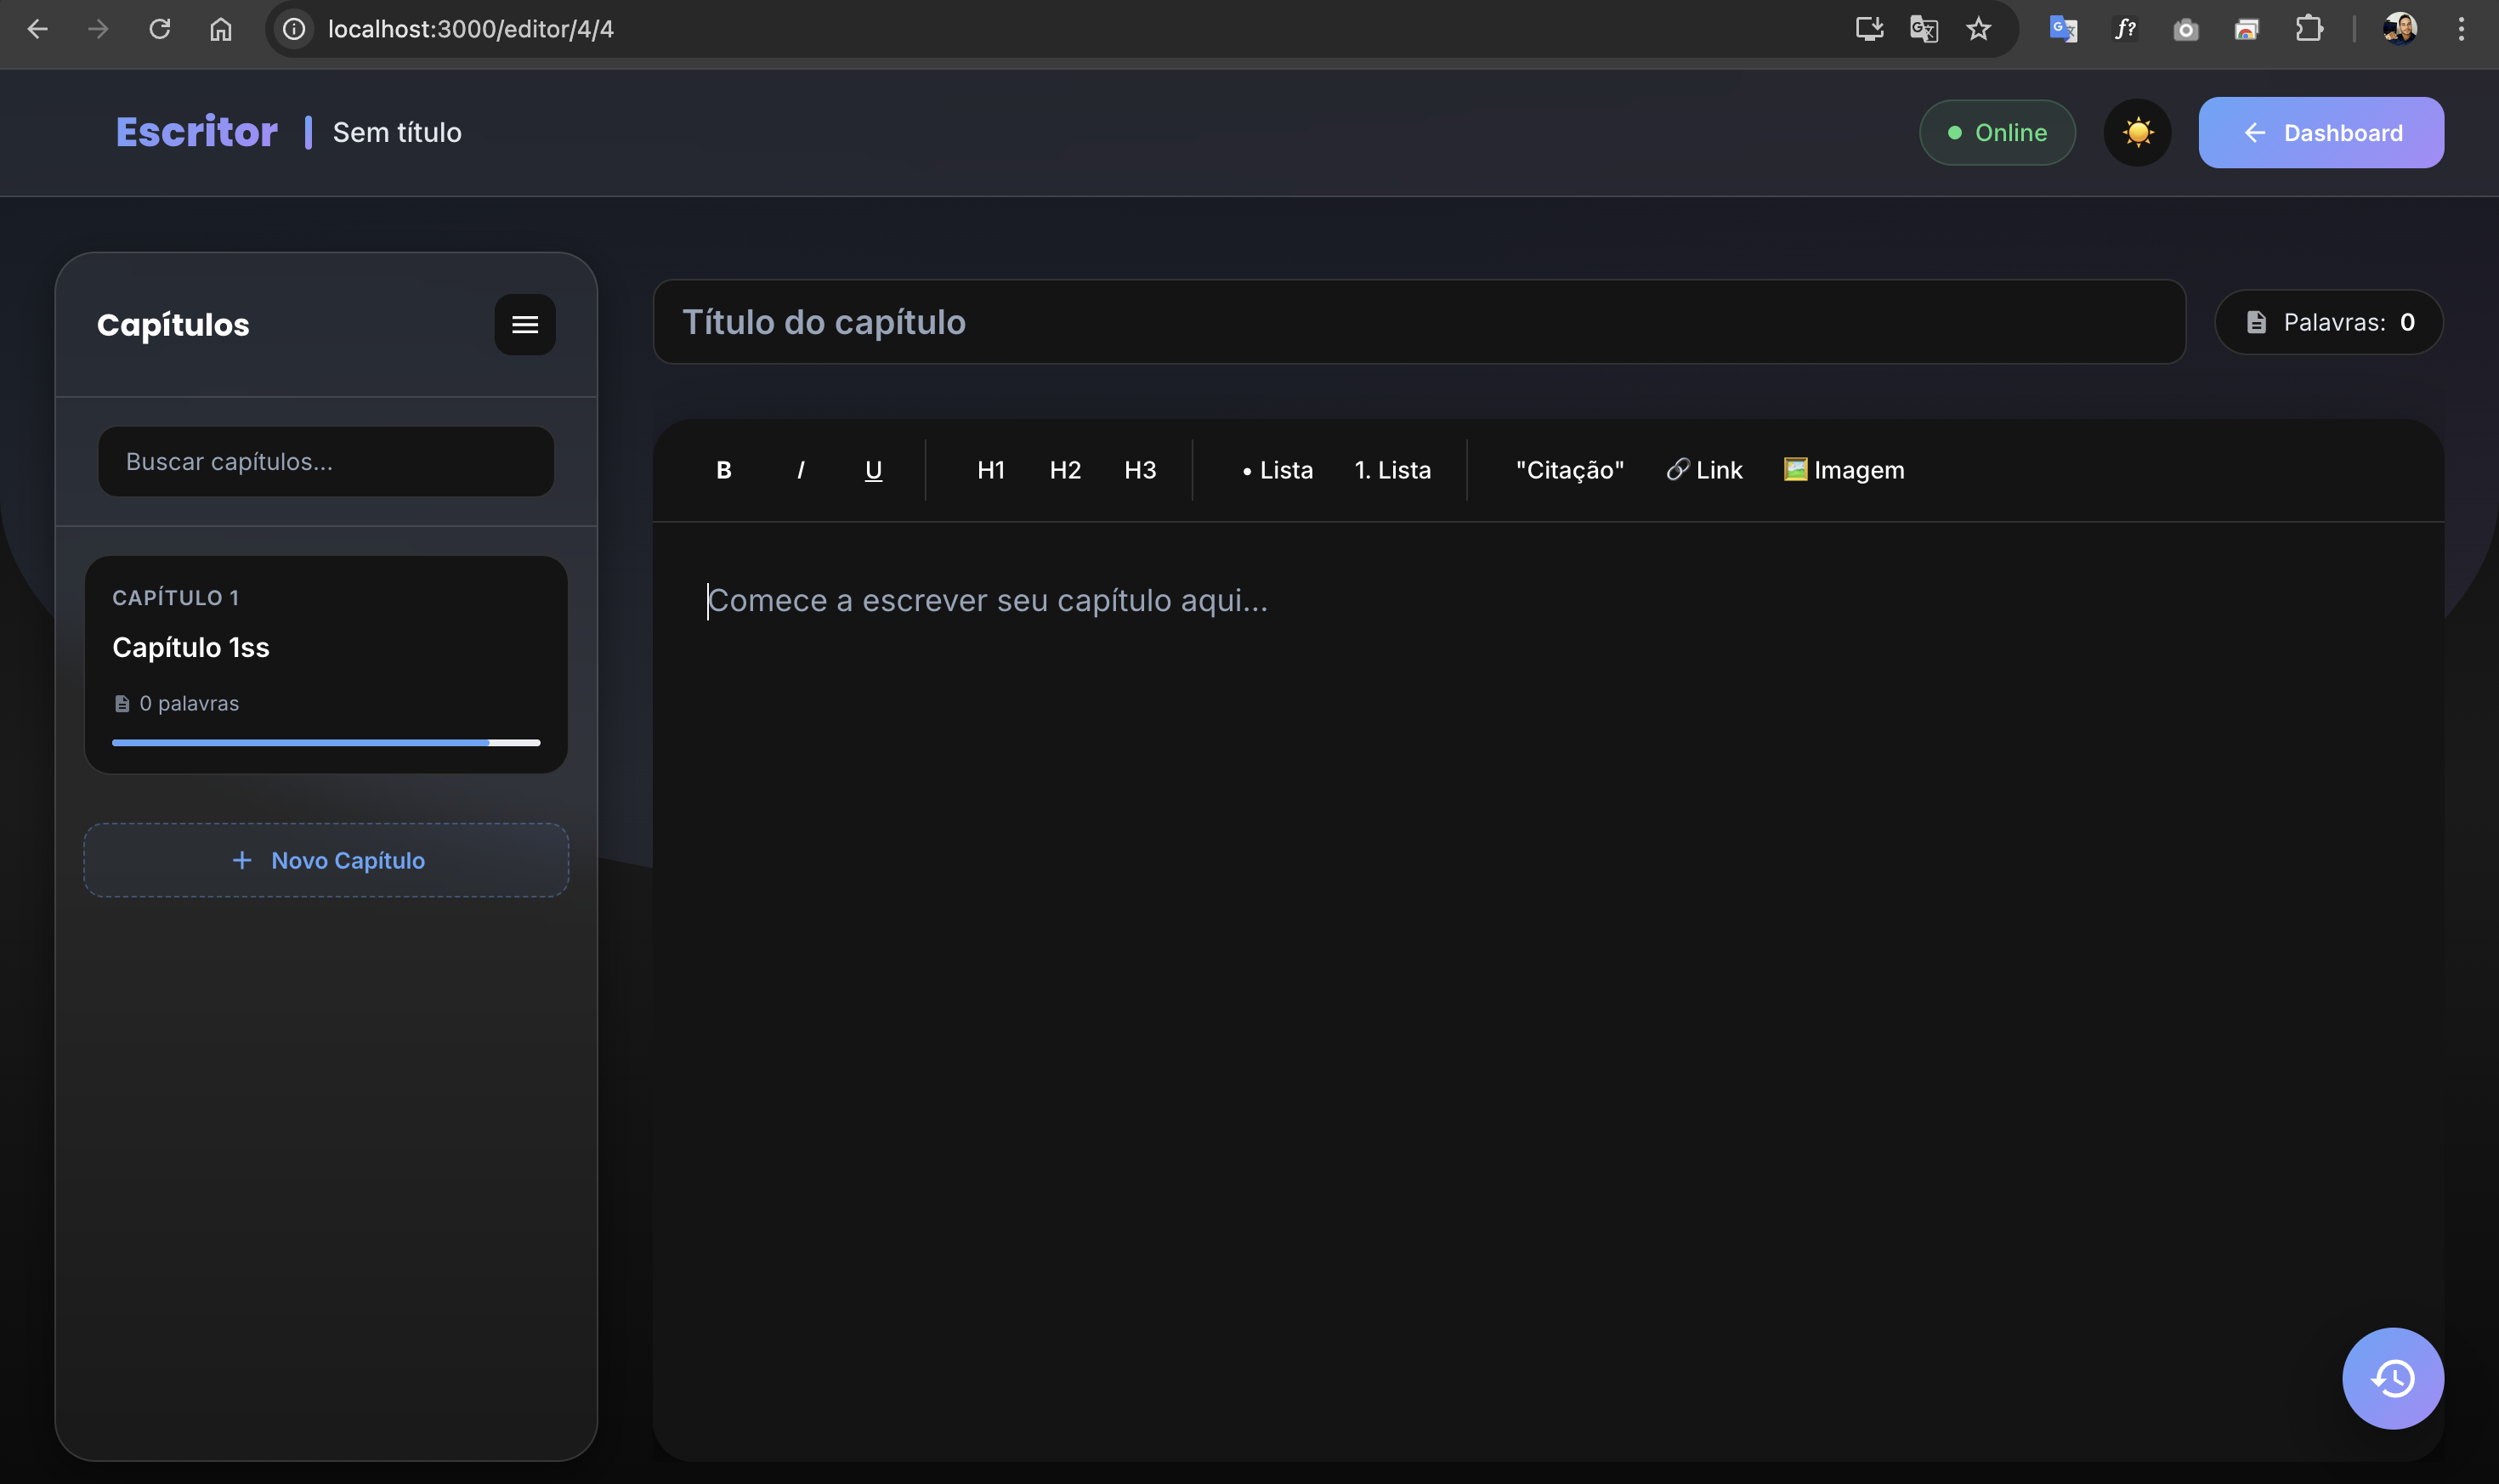 localhost:3000/editor/4/4
f?
Escritor
Sem título
Online
Dashboard
Capítulos
Buscar capítulos...
CAPÍTULO 1
Capítulo 1ss
0 palavras
+ Novo Capítulo
Título do capítulo
Palavras: 0
B I U H1 H2 H3 • Lista 1. Lista "Citação" Link Imagem
Comece a escrever seu capítulo aqui...